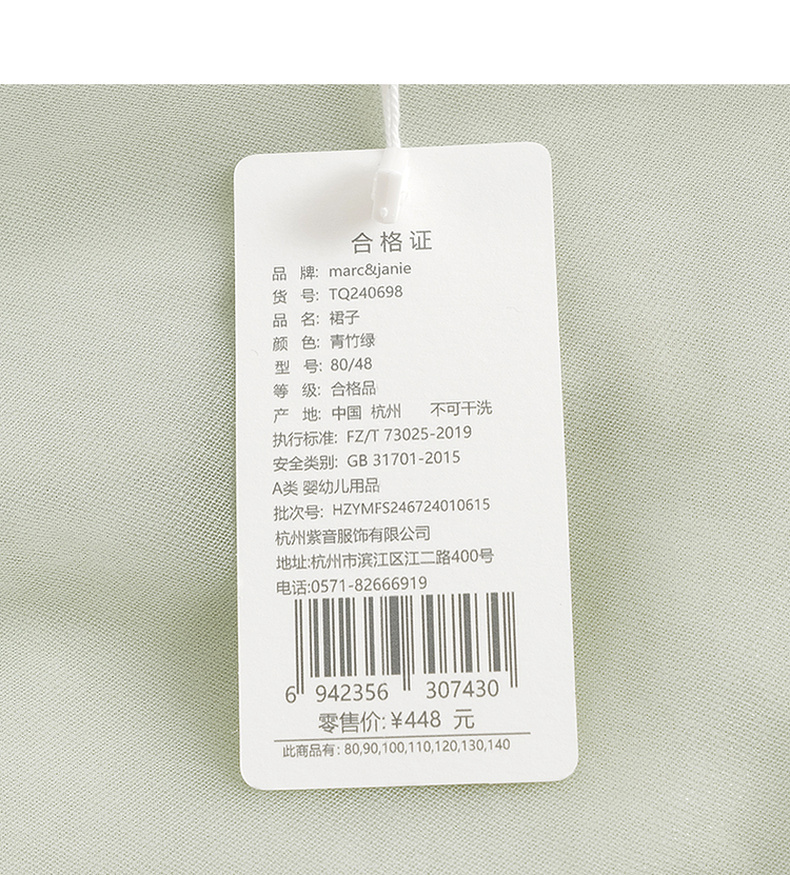 合格证
品 牌: marc&janie
货 号: TQ240698
品 名: 裙子
颜 色: 青竹绿
型 号: 80/48
等 级: 合格品
产 地: 中国 杭州 不可干洗
执行标准: FZ/T 73025-2019
安全类别: GB 31701-2015
A类 婴幼儿用品
批次号: HZYMFS246724010615
杭州紫音服饰有限公司
地址:杭州市滨江区江二路400号
电话:0571-82666919
6 942356 307430
零售价:¥448 元
此商品有: 80,90,100,110,120,130,140